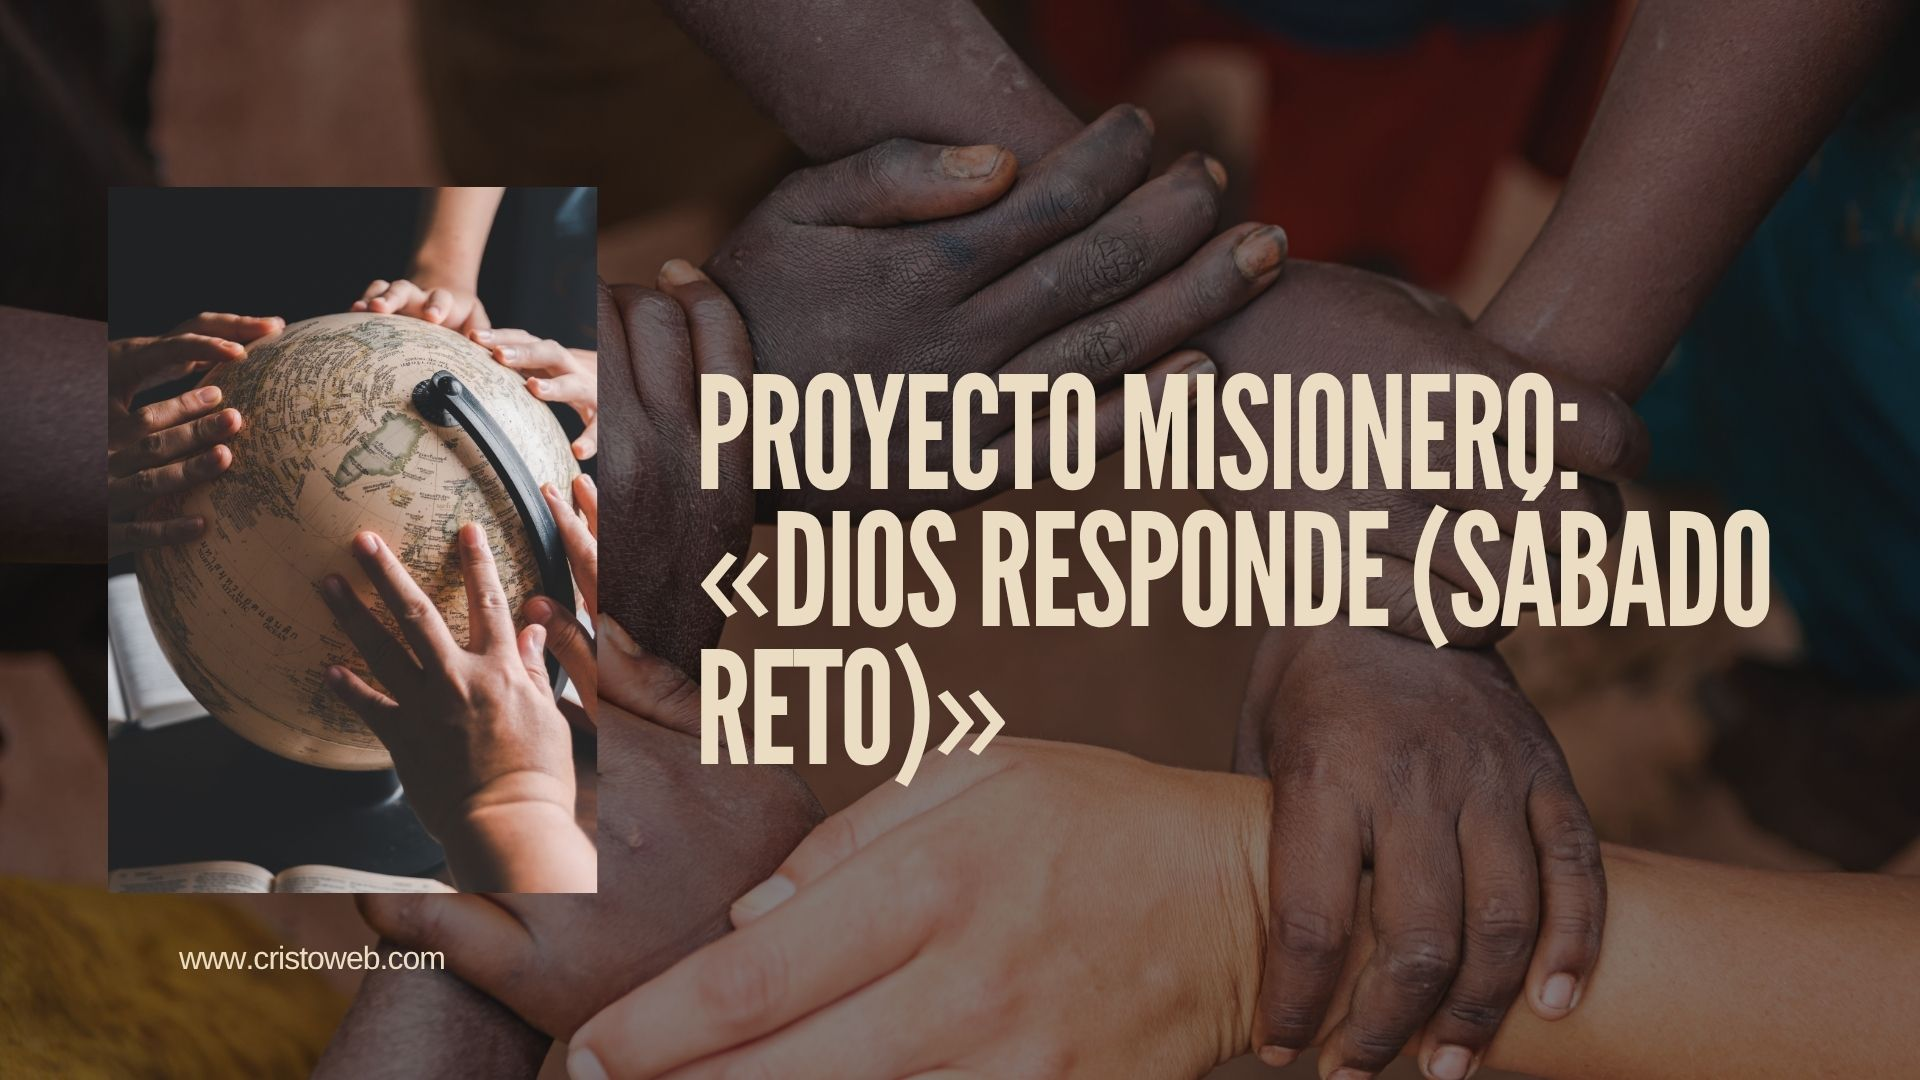 PROYECTO MISIONERO:
«DIOS RESPONDE (SÁBADO
RETO)»
www.cristoweb.com